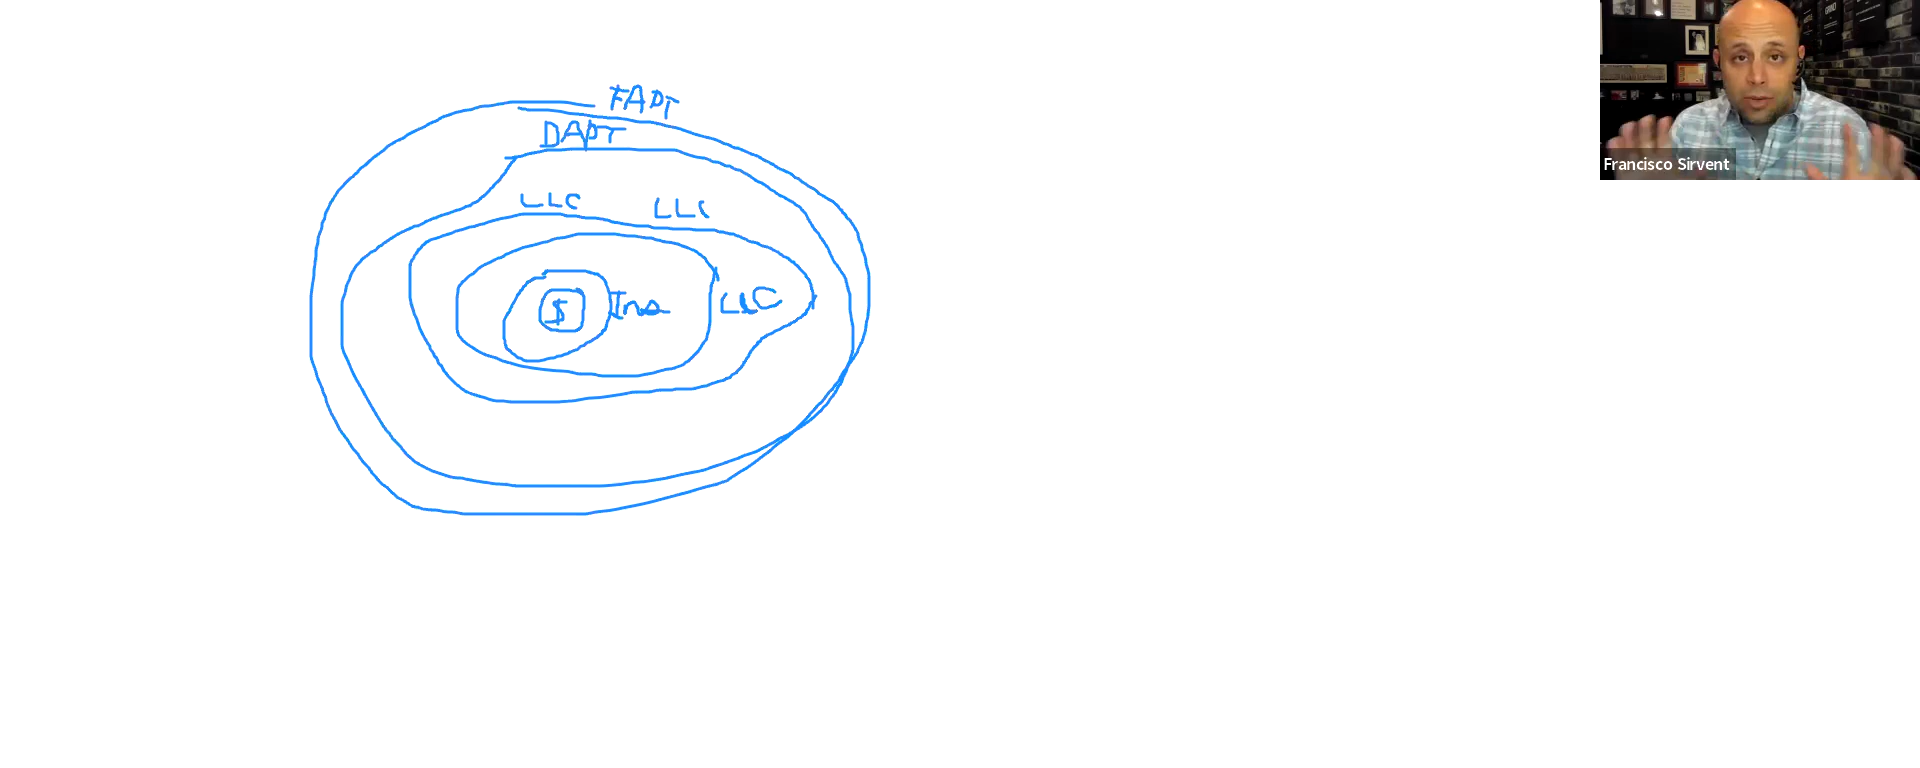 FAPT
DAPT
LLC LLC
$ Ins LLC
Francisco Sirvent